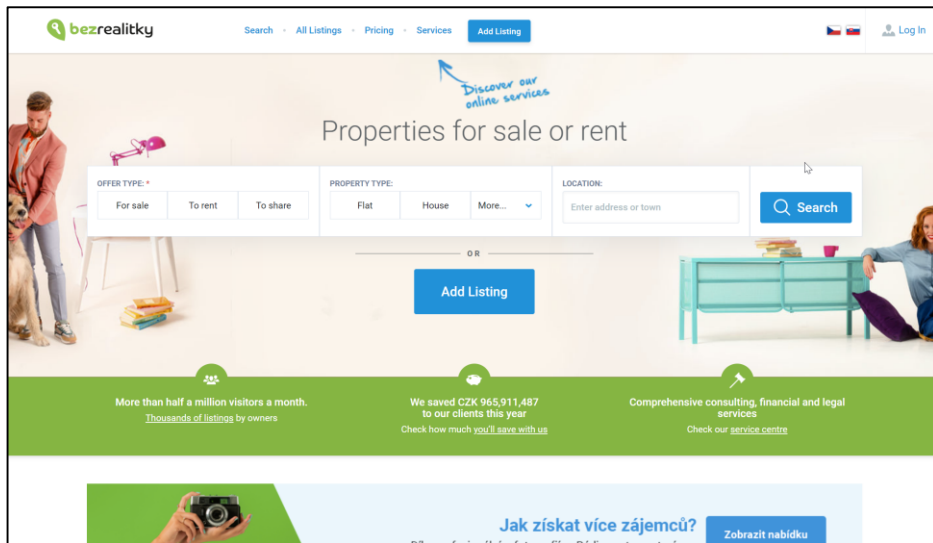 bezrealitky
Search
All Listings
Pricing
Services
Add Listing
Log In
Discover our
online services
Properties for sale or rent
OFFER TYPE: *
For sale
To rent
To share
PROPERTY TYPE:
Flat
House
More...
LOCATION:
Enter address or town
Search
OR
Add Listing
More than half a million visitors a month.
Thousands of listings by owners
We saved CZK 965,911,487
to our clients this year
Check how much you'll save with us
Comprehensive consulting, financial and legal
services
Check our service centre
Jak získat více zájemců?
Zobrazit nabídku